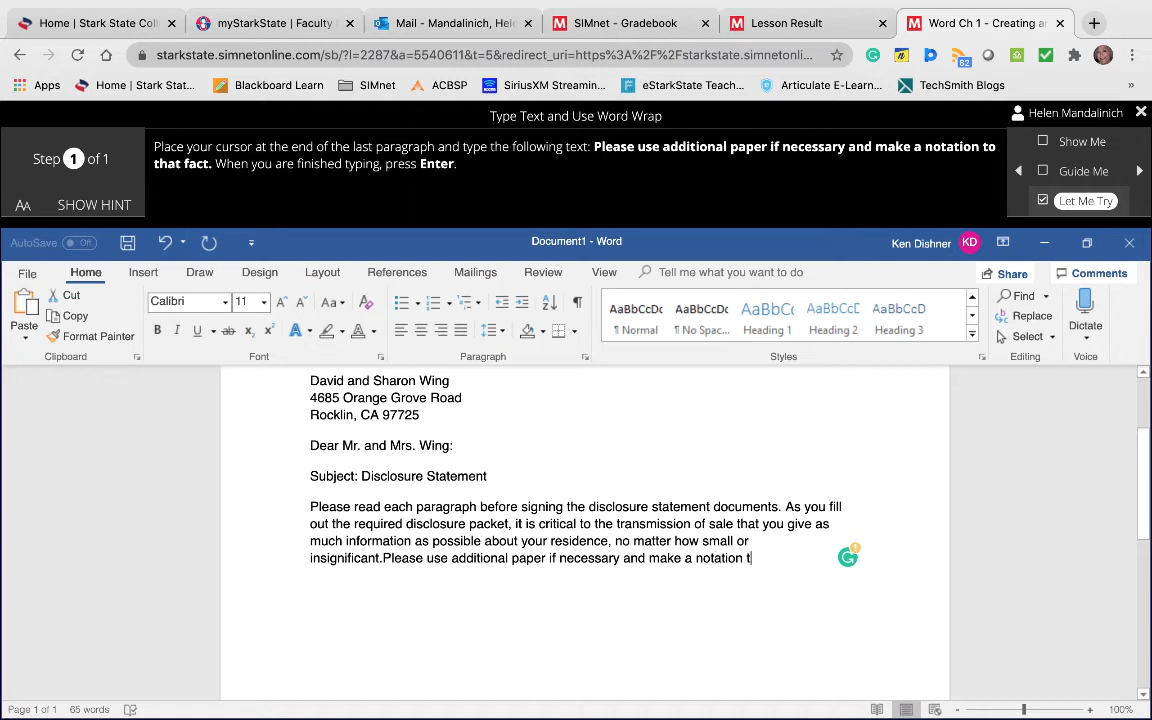 Home | Stark State Coll
myStarkState | Faculty
Mail - Mandalinich, Hele
SIMnet - Gradebook
Lesson Result
Word Ch 1 - Creating an
starkstate.simnetonline.com/sb/?l=2287&a=5540611&t=5&redirect_uri=https%3A%2F%2Fstarkstate.simnetonli...
82
Apps
Home | Stark Stat...
Blackboard Learn
SIMnet
ACBSP
SiriusXM Streamin...
eStarkState Teach...
Articulate E-Learn...
TechSmith Blogs
»
Type Text and Use Word Wrap
Helen Mandalinich
Step 1 of 1
Place your cursor at the end of the last paragraph and type the following text: Please use additional paper if necessary and make a notation to
that fact. When you are finished typing, press Enter.
AA SHOW HINT
Show Me
Guide Me
Let Me Try
AutoSave Off
Document1 - Word
Ken Dishner KD
File Home Insert Draw Design Layout References Mailings Review View Tell me what you want to do Share Comments
Paste
Cut
Copy
Format Painter
Clipboard
Calibri 11 Aa
B I U ab x₂ x² A A
Font
Paragraph
AaBbCcDc AaBbCcDc AaBbCc AaBbCcD AaBbCcD
¶ Normal ¶ No Spac... Heading 1 Heading 2 Heading 3
Styles
Find
Replace
Select
Editing
Dictate
Voice
David and Sharon Wing
4685 Orange Grove Road
Rocklin, CA 97725
Dear Mr. and Mrs. Wing:
Subject: Disclosure Statement
Please read each paragraph before signing the disclosure statement documents. As you fill
out the required disclosure packet, it is critical to the transmission of sale that you give as
much information as possible about your residence, no matter how small or
insignificant.Please use additional paper if necessary and make a notation t
Page 1 of 1 65 words
- + 100%